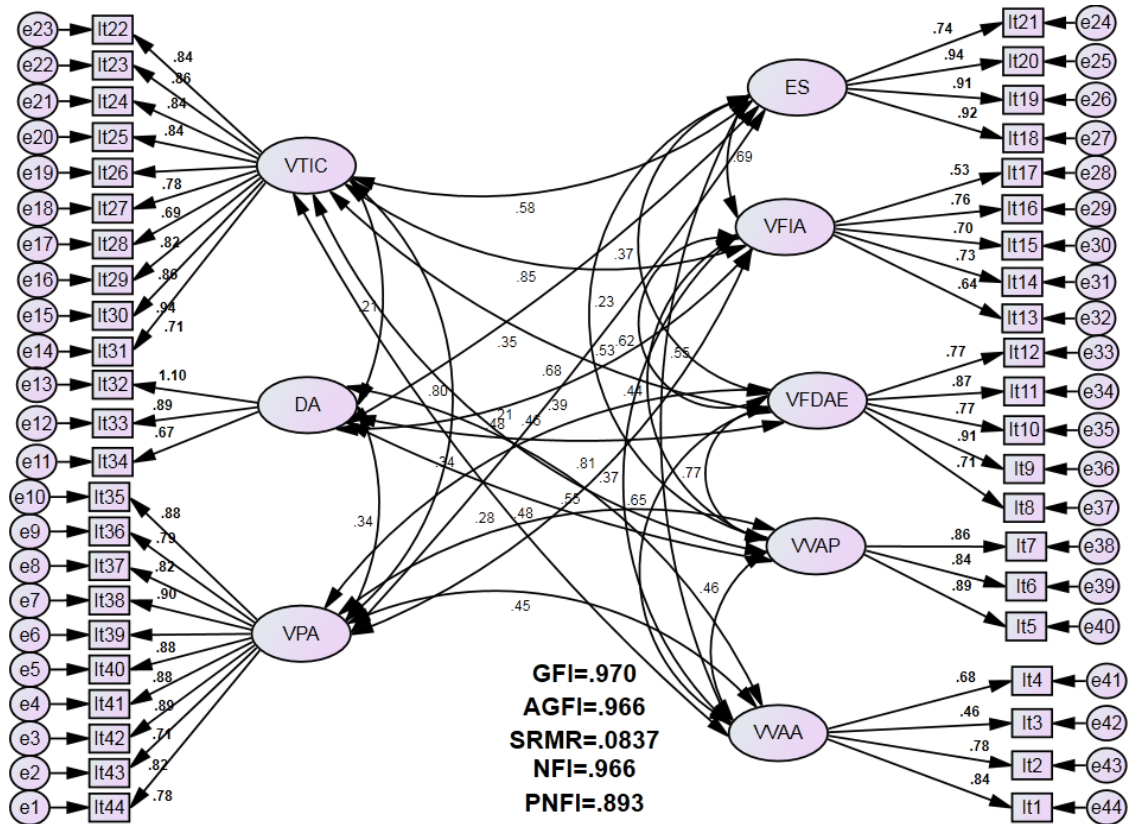 e23 It22 .84
e22 It23 .86
e21 It24 .84
e20 It25 .84
e19 It26
e18 It27 .78
e17 It28 .69
e16 It29 .82
e15 It30 .86
.94
e14 It31 .71
VTIC
e13 It32 1.10
e12 It33 .89
e11 It34 .67
DA
e10 It35 .88
e9 It36 .79
e8 It37 .82
e7 It38 .90
e6 It39
e5 It40 .88
e4 It41 .88
e3 It42 .89
e2 It43 .71
.82
e1 It44 .78
VPA
.69
.58
.37
.85
.23
.21
.62
.35
.53
.55
.68
.80
.44
.39
.21
.48
.46
.34
.81
.77
.37
.55
.65
.34
.28
.48
.46
.45
ES
.74 It21 e24
.94 It20 e25
.91 It19 e26
.92 It18 e27
VFIA
.53 It17 e28
.76 It16 e29
.70 It15 e30
.73 It14 e31
.64 It13 e32
VFDAE
.77 It12 e33
.87 It11 e34
.77 It10 e35
.91 It9 e36
.71 It8 e37
VVAP
.86 It7 e38
.84 It6 e39
.89 It5 e40
VVAA
.68 It4 e41
.46 It3 e42
.78 It2 e43
.84 It1 e44
GFI=.970
AGFI=.966
SRMR=.0837
NFI=.966
PNFI=.893